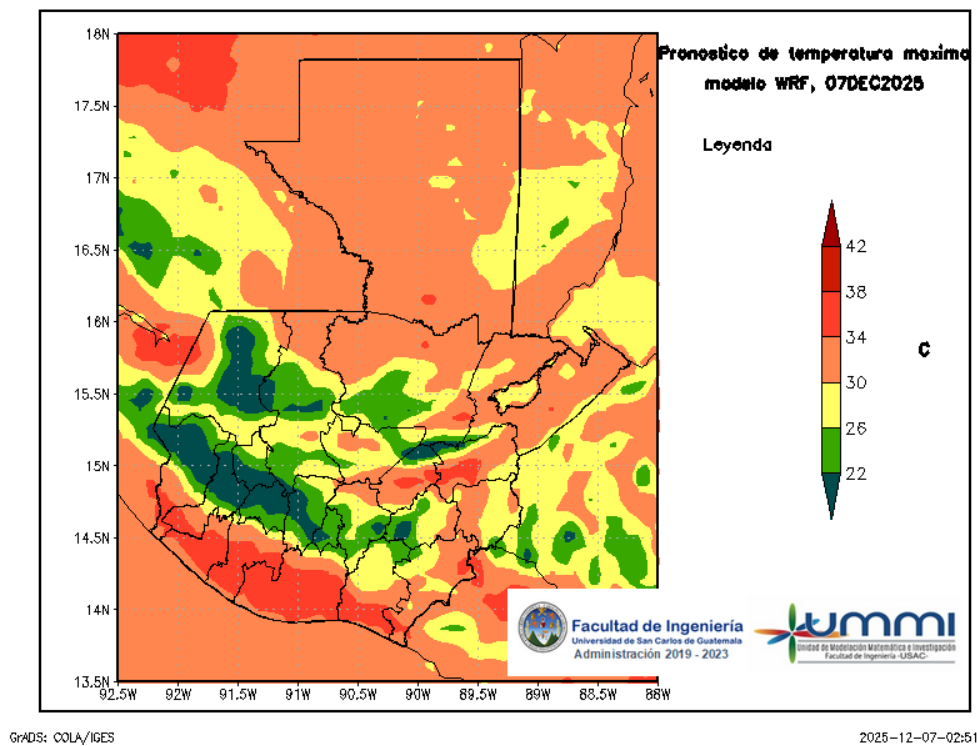 Pronostico de temperatura maxima
modelo WRF, 07DEC2025
Leyenda
42
38
34
30
26
22
C
18N
17.5N
17N
16.5N
16N
15.5N
15N
14.5N
14N
13.5N
92.5W 92W 91.5W 91W 90.5W 90W 89.5W 89W 88.5W 88W
Facultad de Ingeniería
Universidad de San Carlos de Guatemala
Administración 2019 - 2023
ummi
Unidad de Modelación Matemática e Investigación
Facultad de Ingeniería -USAC-
GrADS: COLA/IGES
2025-12-07-02:51